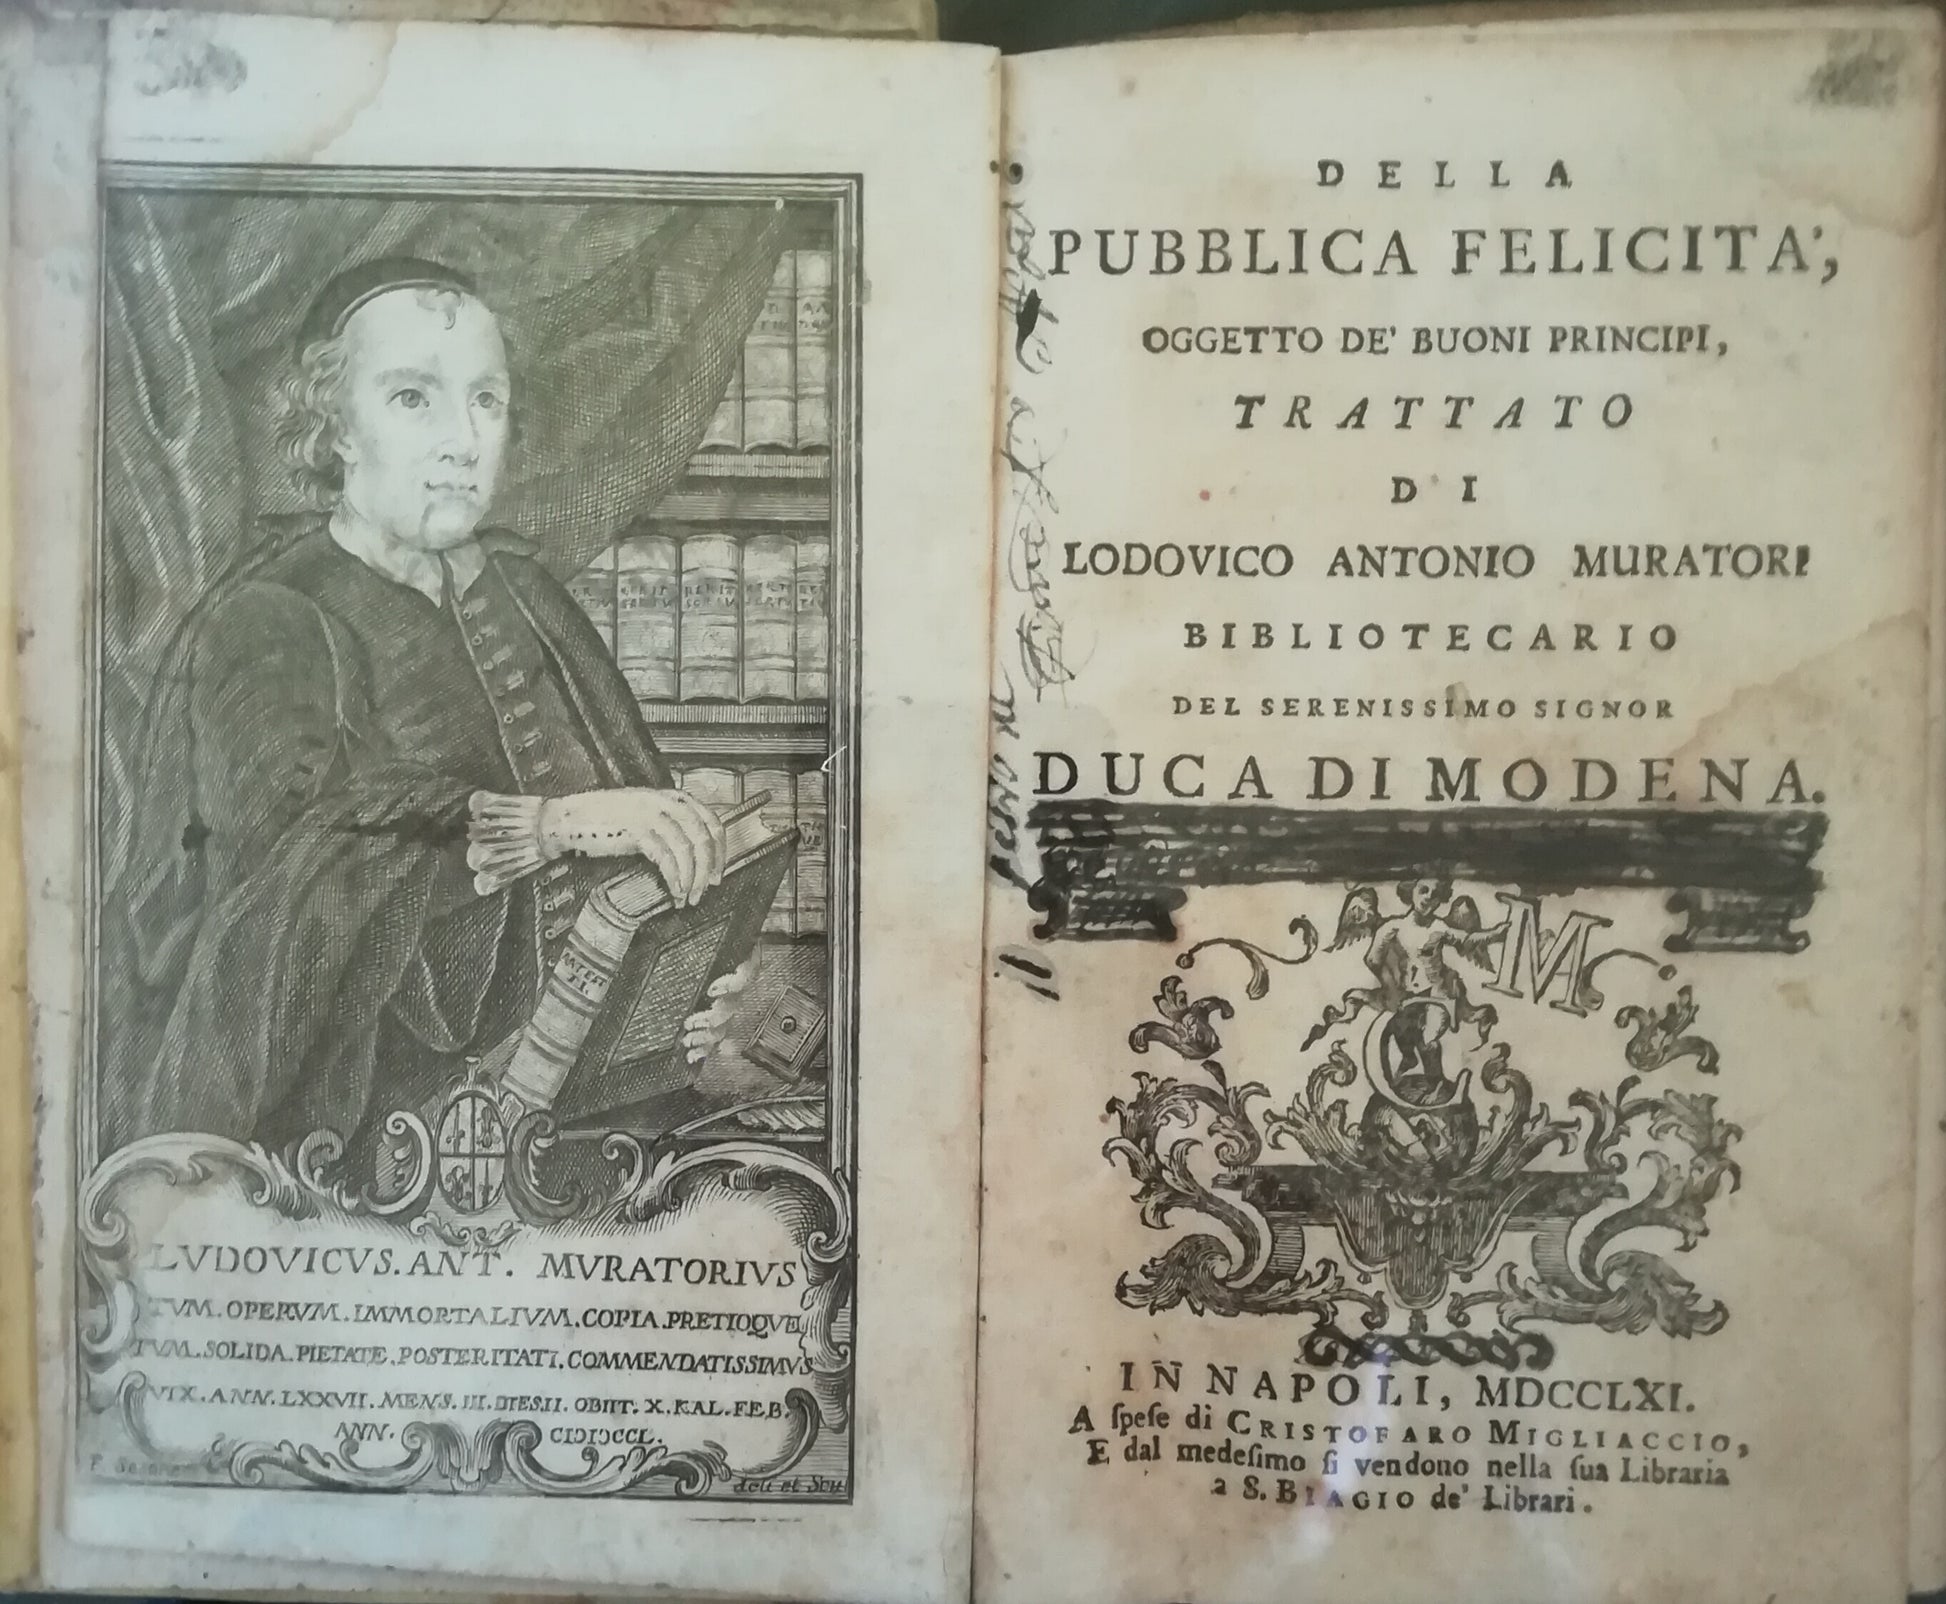 LVDOVICVS. ANT. MVRATORIVS
TVM. OPERVM. IMMORTALIVM. COPIA. PRETIOQVE
TVM. SOLIDA. PIETATE. POSTERITATI. COMMENDATISSIMVS
VIX. ANN. LXXVII. MENS. III. DIES. II. OBIIT. X. KAL. FEB.
ANN. CIↃIↃCCL.
DELLA
PUBBLICA FELICITA',
OGGETTO DE' BUONI PRINCIPI,
TRATTATO
DI
LODOVICO ANTONIO MURATORI
BIBLIOTECARIO
DEL SERENISSIMO SIGNOR
DUCA DI MODENA.
M
IN NAPOLI, MDCCLXI.
A ſpeſe di CRISTOFARO MIGLIACCIO,
E dal medeſimo ſi vendono nella ſua Libraria
a S. BIAGIO de' Librari.